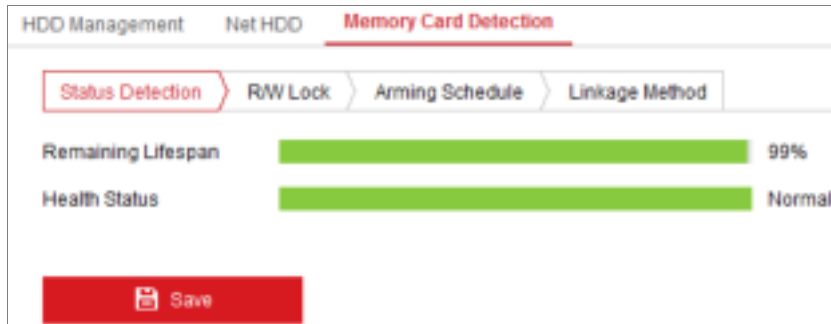 HDD Management Net HDD Memory Card Detection
Status Detection R/W Lock Arming Schedule Linkage Method
Remaining Lifespan 99%
Health Status Normal
Save